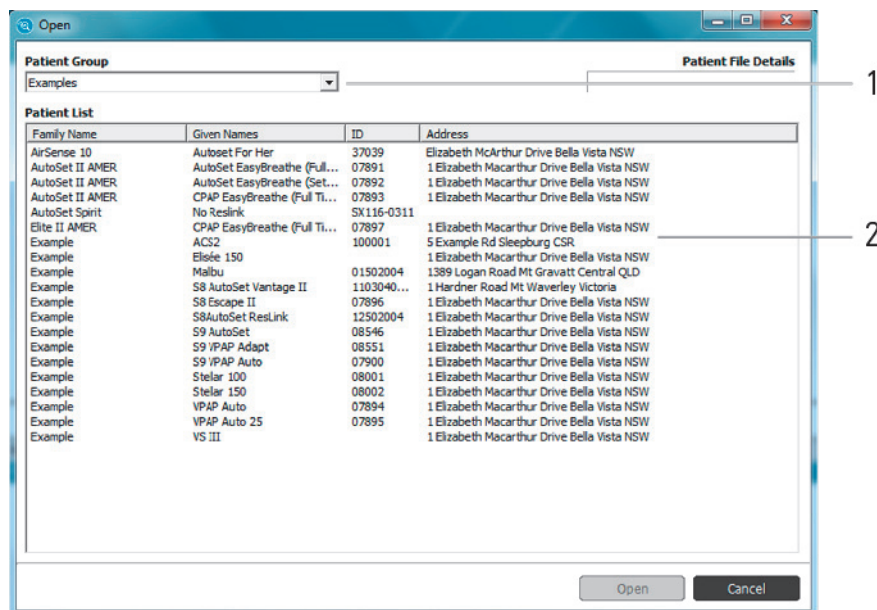 Open
Patient Group
Patient File Details
Examples
1
Patient List
Family Name Given Names ID Address
AirSense 10 Autoset For Her 37039 Elizabeth McArthur Drive Bella Vista NSW
AutoSet II AMER AutoSet EasyBreathe (Full... 07891 1 Elizabeth Macarthur Drive Bella Vista NSW
AutoSet II AMER AutoSet EasyBreathe (Set... 07892 1 Elizabeth Macarthur Drive Bella Vista NSW
AutoSet II AMER CPAP EasyBreathe (Full Ti... 07893 1 Elizabeth Macarthur Drive Bella Vista NSW
AutoSet Spirit No Reslink SX116-0311
Elite II AMER CPAP EasyBreathe (Full Ti... 07897 1 Elizabeth Macarthur Drive Bella Vista NSW
Example ACS2 100001 5 Example Rd Sleepburg CSR
2
Example Elisée 150 1 Elizabeth Macarthur Drive Bella Vista NSW
Example Malbu 01502004 1389 Logan Road Mt Gravatt Central QLD
Example S8 AutoSet Vantage II 1103040... 1 Hardner Road Mt Waverley Victoria
Example S8 Escape II 07896 1 Elizabeth Macarthur Drive Bella Vista NSW
Example S8AutoSet ResLink 12502004 1 Elizabeth Macarthur Drive Bella Vista NSW
Example S9 AutoSet 08546 1 Elizabeth Macarthur Drive Bella Vista NSW
Example S9 VPAP Adapt 08551 1 Elizabeth Macarthur Drive Bella Vista NSW
Example S9 VPAP Auto 07900 1 Elizabeth Macarthur Drive Bella Vista NSW
Example Stelar 100 08001 1 Elizabeth Macarthur Drive Bella Vista NSW
Example Stelar 150 08002 1 Elizabeth Macarthur Drive Bella Vista NSW
Example VPAP Auto 07894 1 Elizabeth Macarthur Drive Bella Vista NSW
Example VPAP Auto 25 07895 1 Elizabeth Macarthur Drive Bella Vista NSW
Example VS III 1 Elizabeth Macarthur Drive Bella Vista NSW
Open Cancel